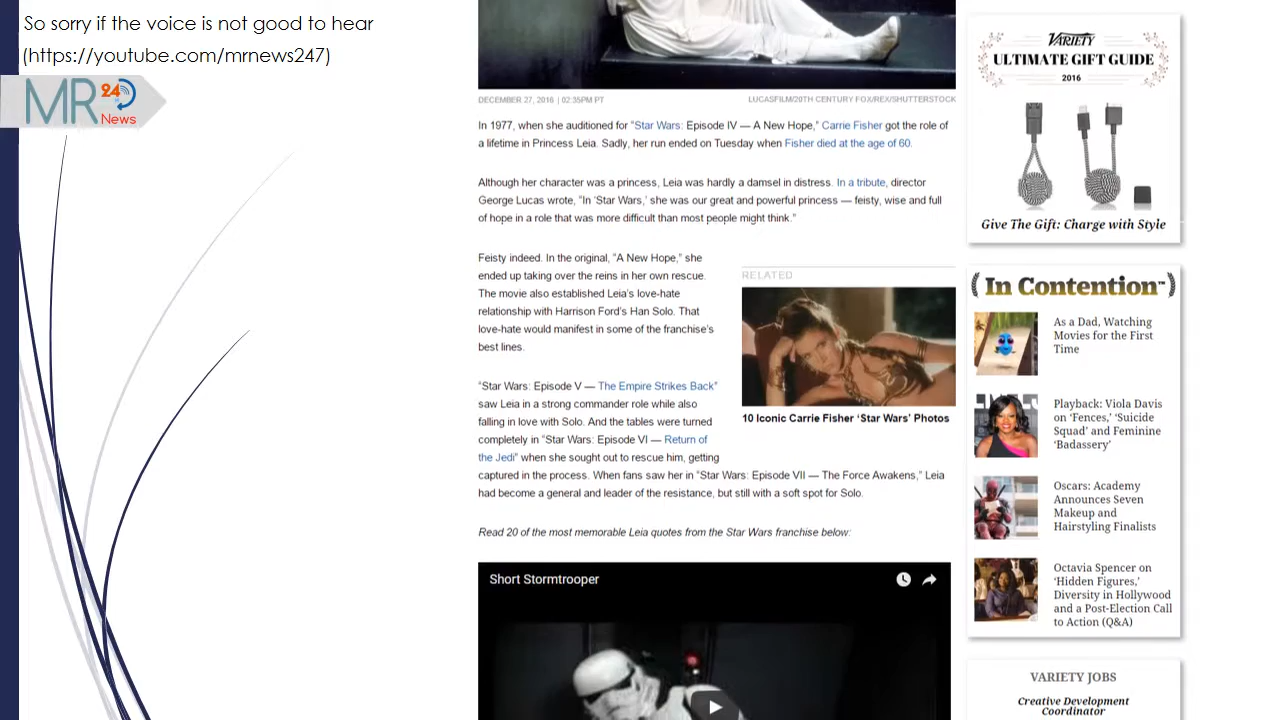 So sorry if the voice is not good to hear
(https://youtube.com/mrnews247)
MR 24
News
DECEMBER 27, 2016 | 02:35PM PT
LUCASFILM/20TH CENTURY FOX/REX/SHUTTERSTOCK
In 1977, when she auditioned for "Star Wars: Episode IV — A New Hope," Carrie Fisher got the role of
a lifetime in Princess Leia. Sadly, her run ended on Tuesday when Fisher died at the age of 60.
Although her character was a princess, Leia was hardly a damsel in distress. In a tribute, director
George Lucas wrote, "In 'Star Wars,' she was our great and powerful princess — feisty, wise and full
of hope in a role that was more difficult than most people might think."
Feisty indeed. In the original, "A New Hope," she
ended up taking over the reins in her own rescue.
The movie also established Leia's love-hate
relationship with Harrison Ford's Han Solo. That
love-hate would manifest in some of the franchise's
best lines.
RELATED
10 Iconic Carrie Fisher 'Star Wars' Photos
"Star Wars: Episode V — The Empire Strikes Back"
saw Leia in a strong commander role while also
falling in love with Solo. And the tables were turned
completely in "Star Wars: Episode VI — Return of
the Jedi" when she sought out to rescue him, getting
captured in the process. When fans saw her in "Star Wars: Episode VII — The Force Awakens," Leia
had become a general and leader of the resistance, but still with a soft spot for Solo.
Read 20 of the most memorable Leia quotes from the Star Wars franchise below:
Short Stormtrooper
VARIETY
ULTIMATE GIFT GUIDE
2016
Give The Gift: Charge with Style
In Contention™
As a Dad, Watching
Movies for the First
Time
Playback: Viola Davis
on 'Fences,' 'Suicide
Squad' and Feminine
'Badassery'
Oscars: Academy
Announces Seven
Makeup and
Hairstyling Finalists
Octavia Spencer on
'Hidden Figures,'
Diversity in Hollywood
and a Post-Election Call
to Action (Q&A)
VARIETY JOBS
Creative Development
Coordinator